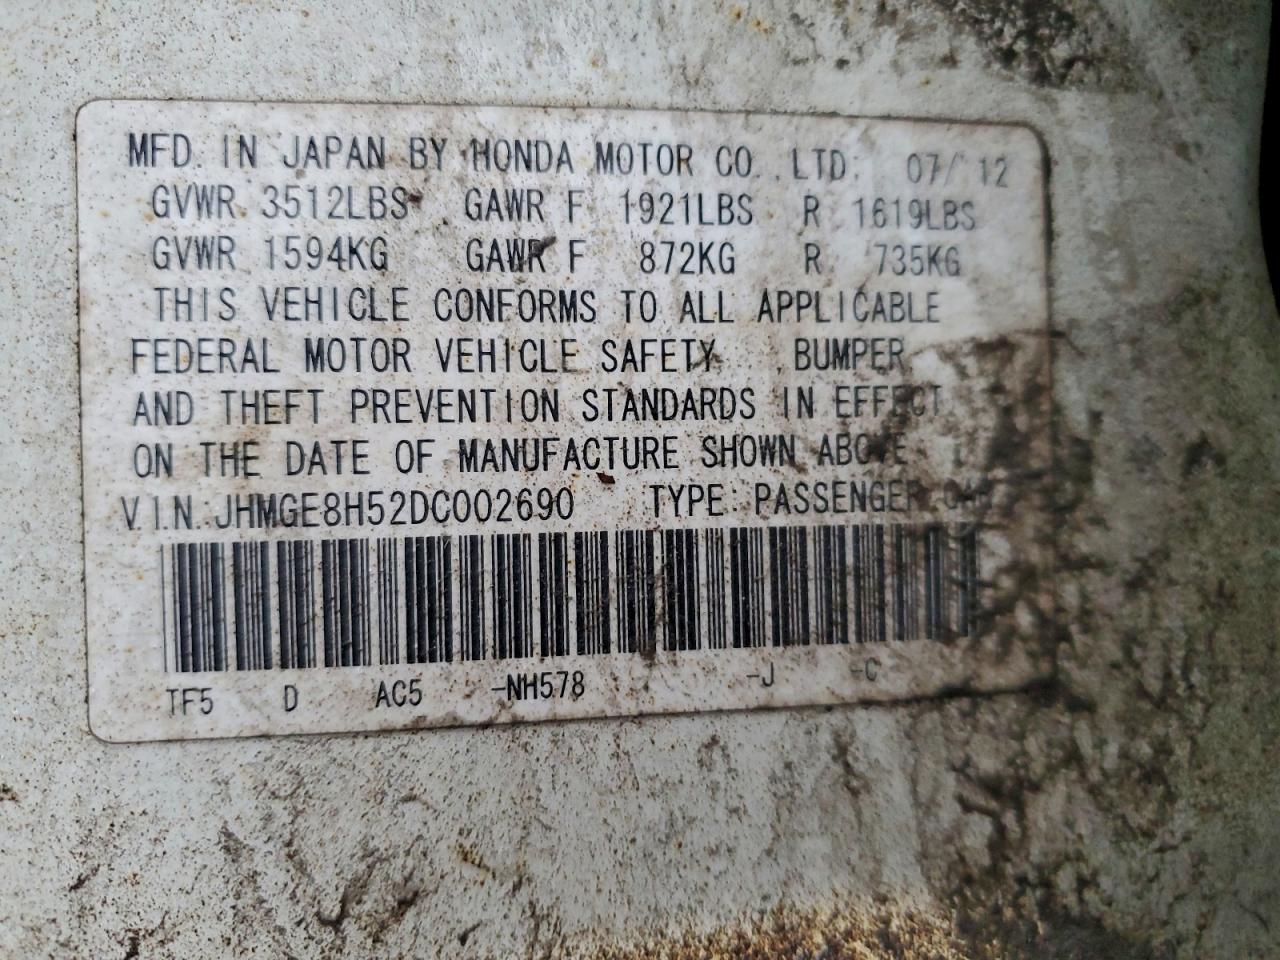 MFD. IN JAPAN BY HONDA MOTOR CO., LTD. 07/12
GVWR 3512LBS GAWR F 1921LBS R 1619LBS
GVWR 1594KG GAWR F 872KG R 735KG
THIS VEHICLE CONFORMS TO ALL APPLICABLE
FEDERAL MOTOR VEHICLE SAFETY, BUMPER,
AND THEFT PREVENTION STANDARDS IN EFFECT
ON THE DATE OF MANUFACTURE SHOWN ABOVE.
V.I.N.:JHMGE8H52DC002690 TYPE: PASSENGER CAR
TF5 D AC5 -NH578 -J -C